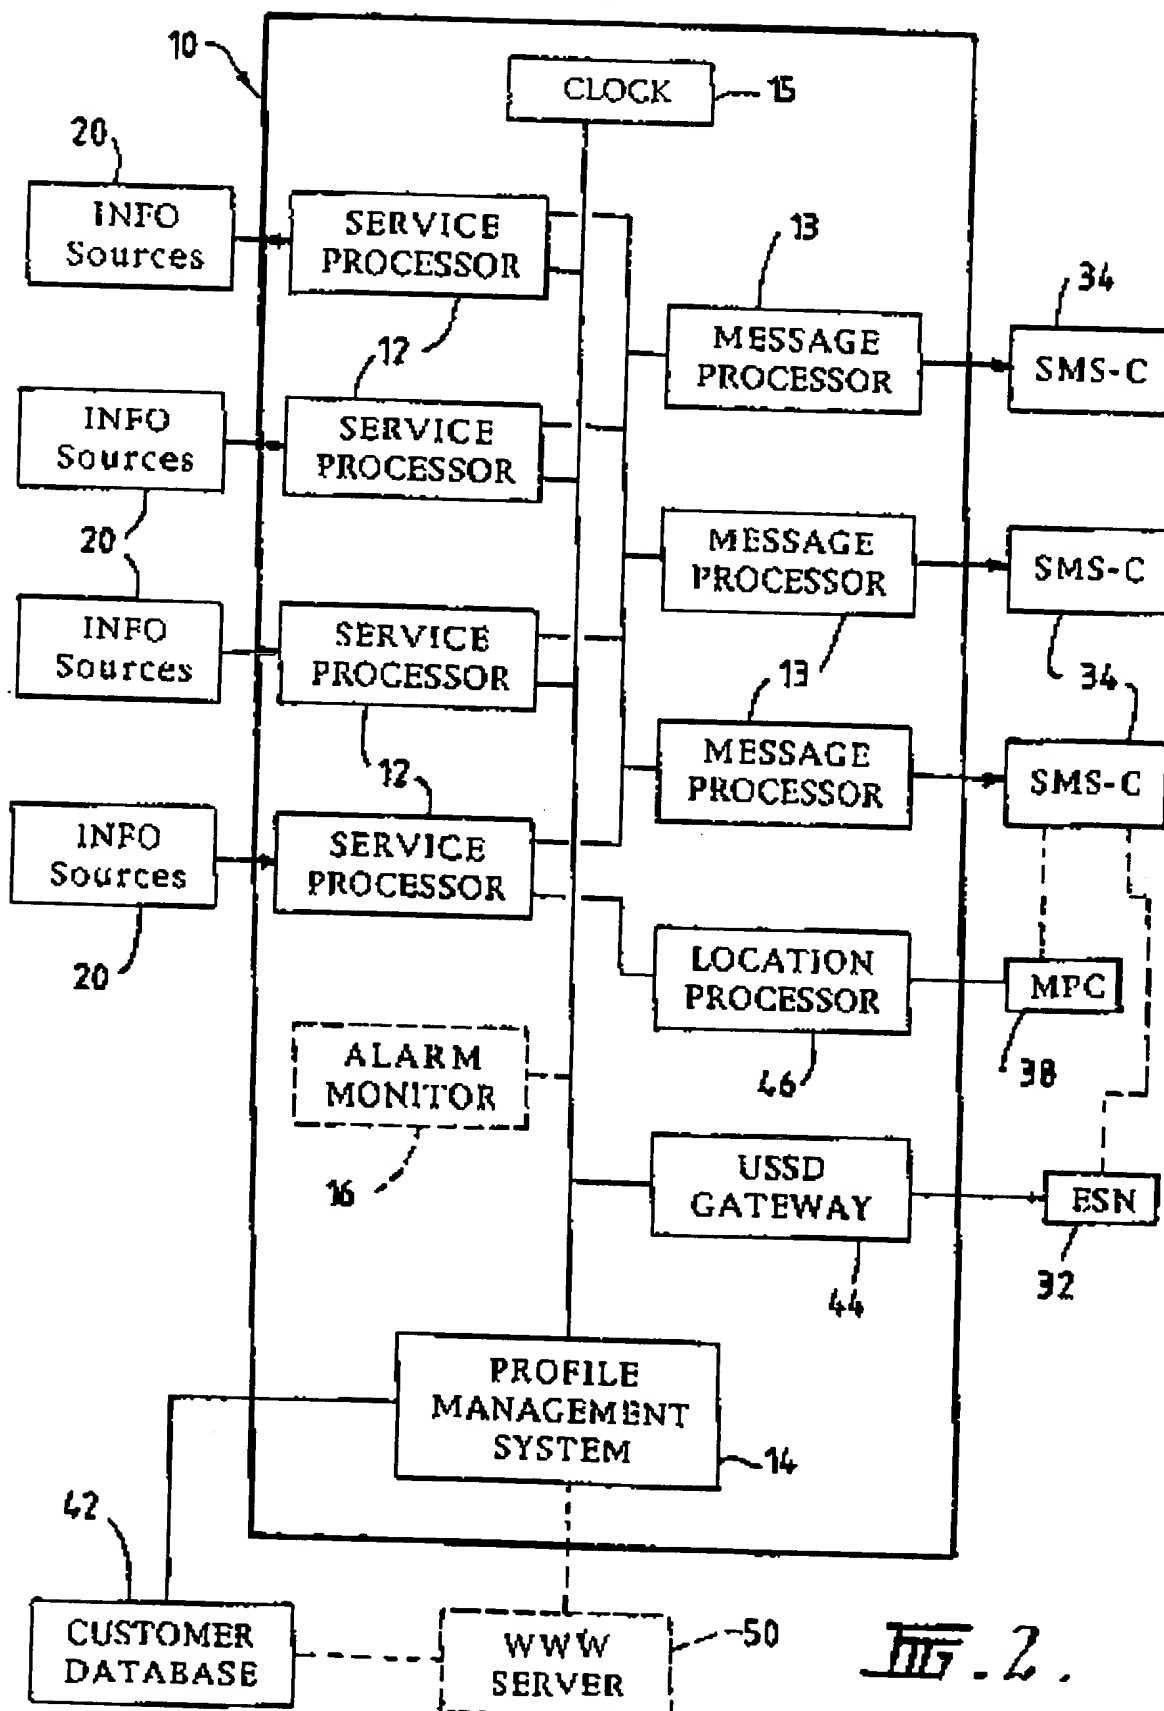 10
CLOCK
15
20
INFO
Sources
SERVICE
PROCESSOR
13
34
MESSAGE
PROCESSOR
SMS-C
12
INFO
Sources
SERVICE
PROCESSOR
20
MESSAGE
PROCESSOR
SMS-C
INFO
Sources
SERVICE
PROCESSOR
13
34
MESSAGE
PROCESSOR
SMS-C
12
INFO
Sources
SERVICE
PROCESSOR
20
LOCATION
PROCESSOR
MPC
46
38
ALARM
MONITOR
16
USSD
GATEWAY
ESN
44
32
PROFILE
MANAGEMENT
SYSTEM
14
42
CUSTOMER
DATABASE
WWW
SERVER
50
FIG. 2.